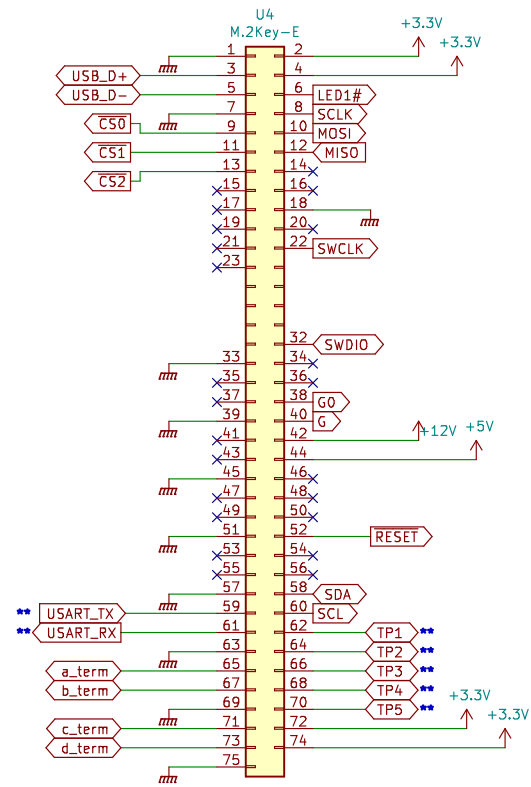 U4
M.2Key-E
+3.3V
+3.3V
1 2
USB_D+ 3 4
USB_D- 5 6 LED1#
7 8 SCLK
CS0 9 10 MOSI
CS1 11 12 MISO
CS2 13 14
15 16
17 18
19 20
21 22 SWCLK
23
32 SWDIO
33 34
35 36
37 38 G0
39 40 G
41 42 +12V
43 44 +5V
45 46
47 48
49 50
51 52 RESET
53 54
55 56
57 58 SDA
** USART_TX 59 60 SCL
** USART_RX 61 62 TP1 **
63 64 TP2 **
a_term 65 66 TP3 **
b_term 67 68 TP4 **
69 70 TP5 **
c_term 71 72 +3.3V
d_term 73 74 +3.3V
75